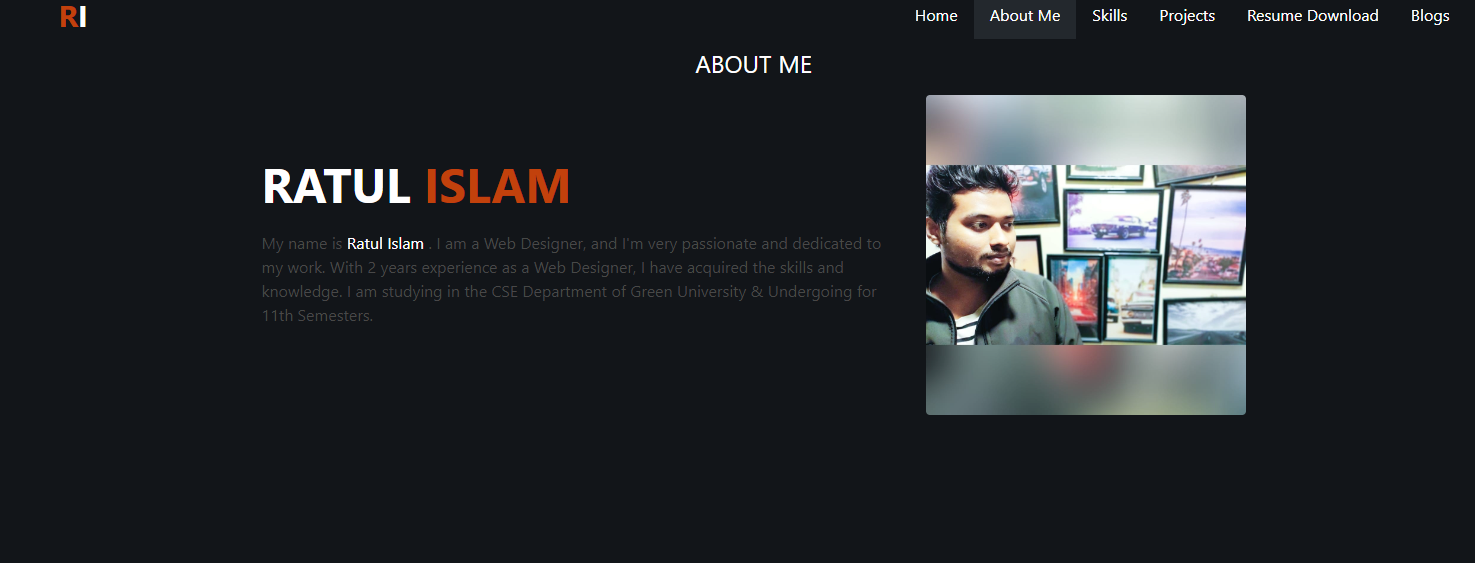 RI
Home About Me Skills Projects Resume Download Blogs
ABOUT ME
RATUL ISLAM
My name is Ratul Islam . I am a Web Designer, and I'm very passionate and dedicated to
my work. With 2 years experience as a Web Designer, I have acquired the skills and
knowledge. I am studying in the CSE Department of Green University & Undergoing for
11th Semesters.